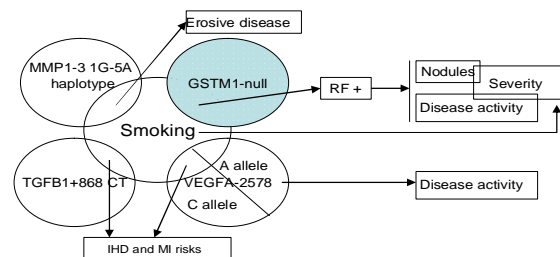 Erosive disease
MMP1-3 1G-5A
haplotype
GSTM1-null
RF +
Nodules
Severity
Disease activity
Smoking
TGFB1+868 CT
A allele
VEGFA-2578
C allele
Disease activity
IHD and MI risks